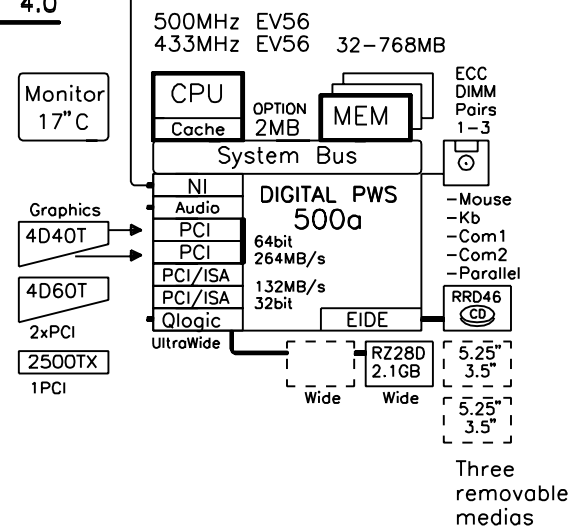 4.0
500MHz EV56
433MHz EV56 32-768MB
Monitor
17"C
CPU
Cache
OPTION
2MB
MEM
ECC
DIMM
Pairs
1-3
System Bus
NI
Audio
PCI
PCI
PCI/ISA
PCI/ISA
Qlogic
UltraWide
DIGITAL PWS
500a
64bit
264MB/s
132MB/s
32bit
EIDE
Graphics
4D40T
4D60T
2xPCI
2500TX
1PCI
-Mouse
-Kb
-Com1
-Com2
-Parallel
RRD46
CD
Wide
RZ28D
2.1GB
Wide
5.25"
3.5"
5.25"
3.5"
Three
removable
medias